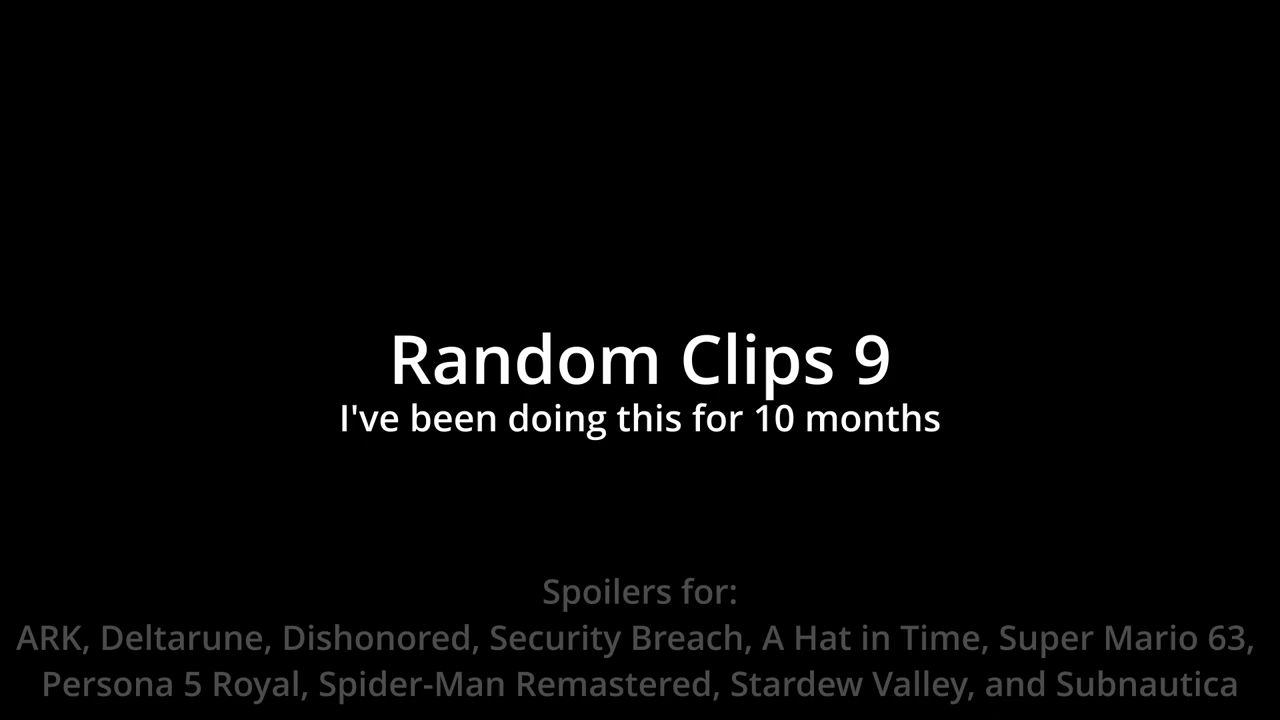 Random Clips 9
I've been doing this for 10 months
Spoilers for:
ARK, Deltarune, Dishonored, Security Breach, A Hat in Time, Super Mario 63,
Persona 5 Royal, Spider-Man Remastered, Stardew Valley, and Subnautica